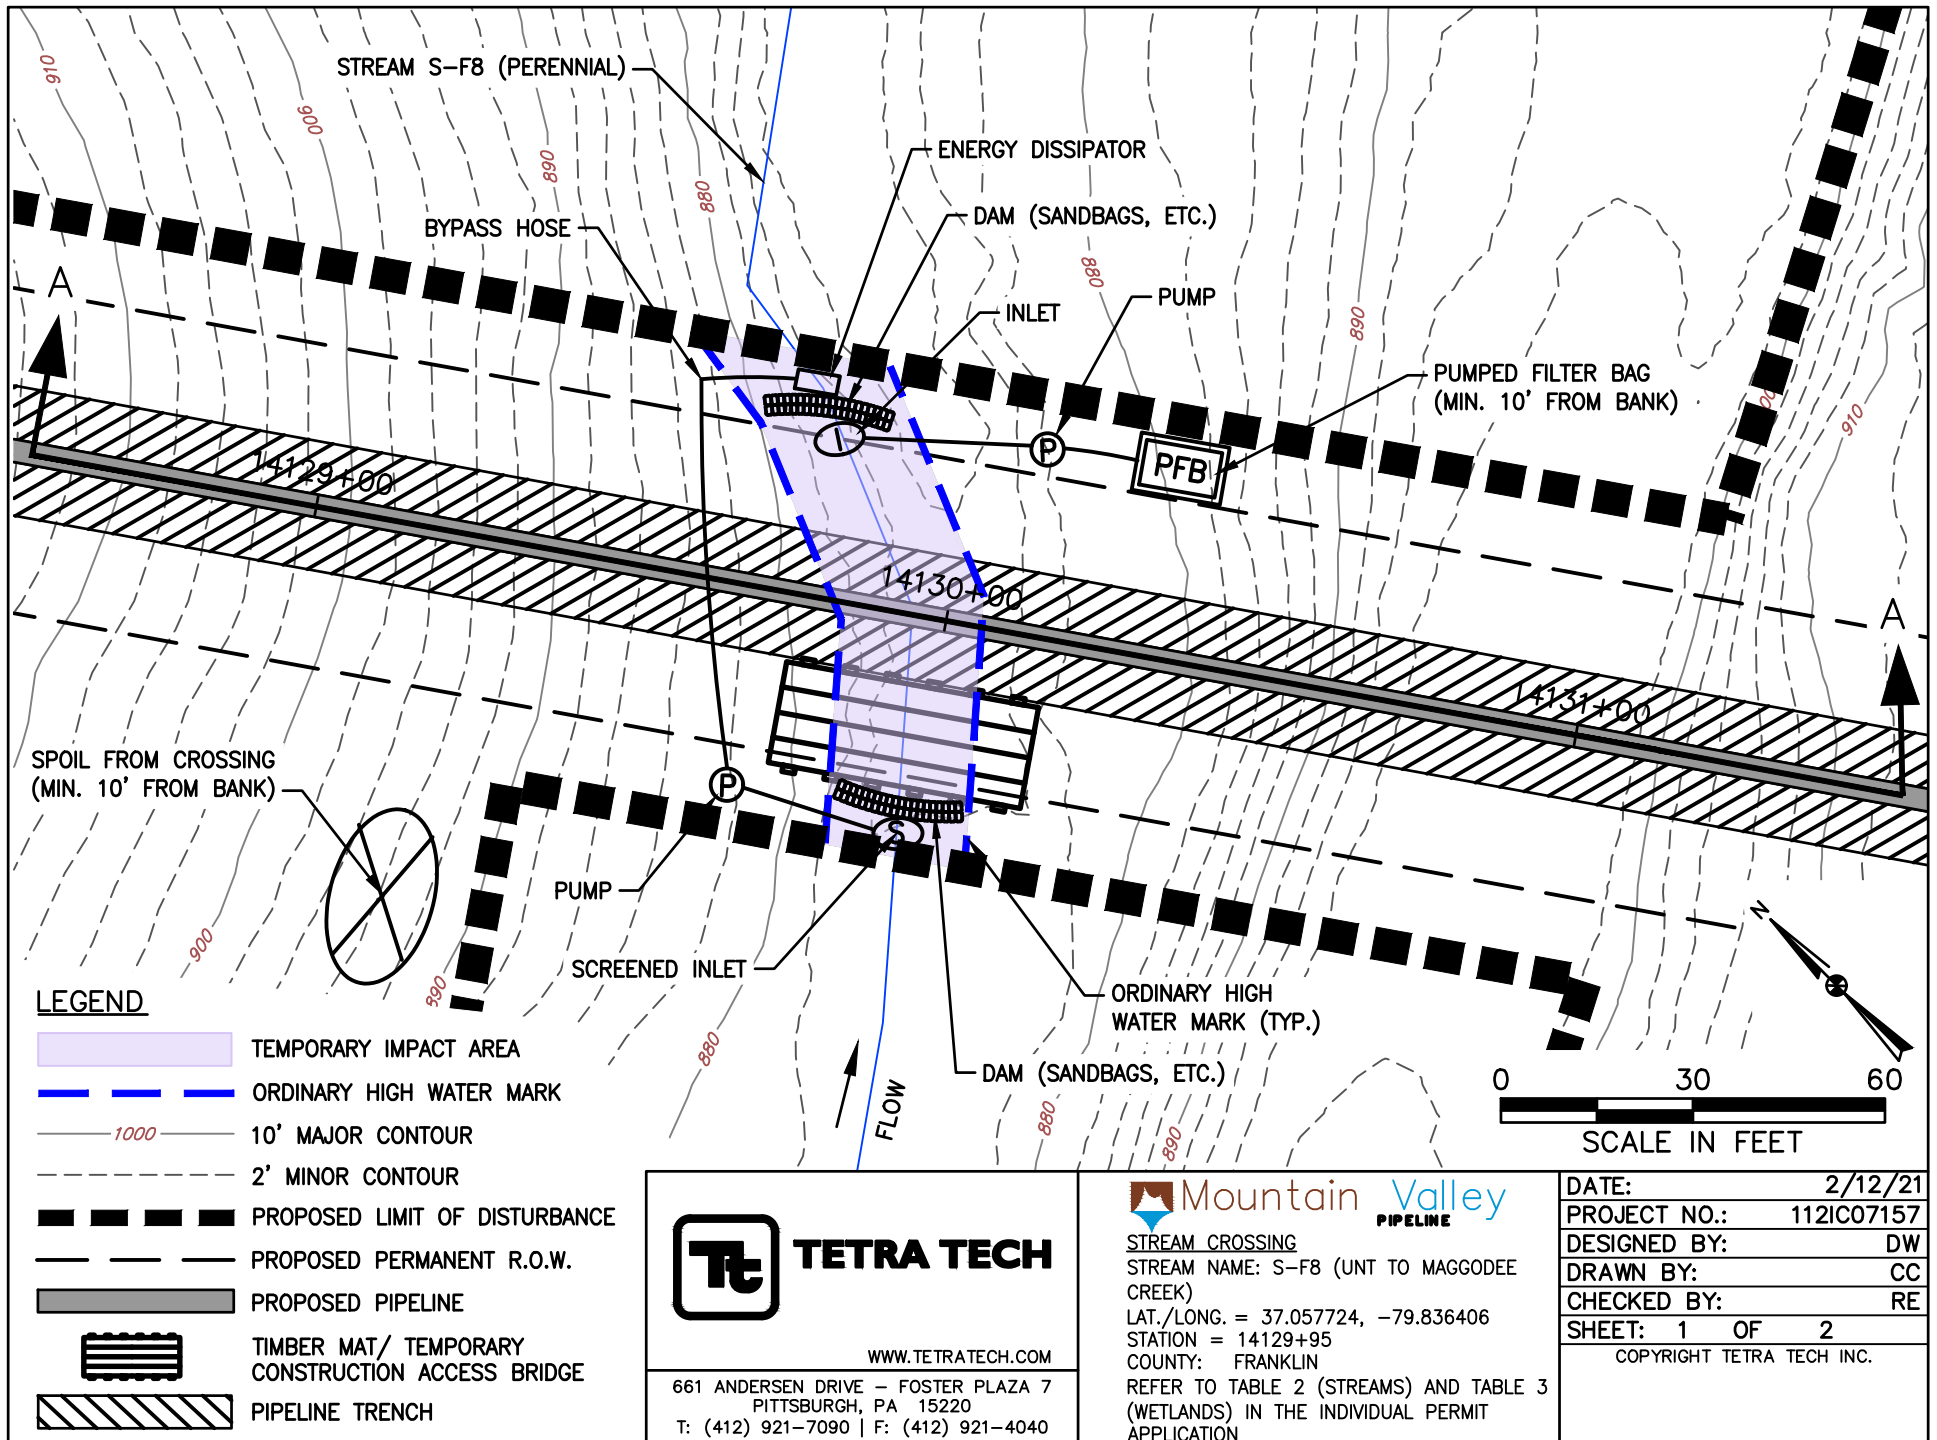 910
900
890
880
STREAM S-F8 (PERENNIAL)
ENERGY DISSIPATOR
DAM (SANDBAGS, ETC.)
BYPASS HOSE
INLET
PUMP
880
890
PUMPED FILTER BAG
(MIN. 10' FROM BANK)
910
A
I
P
PFB
14129+00
14130+00
14131+00
A
SPOIL FROM CROSSING
(MIN. 10' FROM BANK)
P
S
PUMP
SCREENED INLET
ORDINARY HIGH
WATER MARK (TYP.)
DAM (SANDBAGS, ETC.)
FLOW
900
890
880
880
890
N
0 30 60
SCALE IN FEET
LEGEND
TEMPORARY IMPACT AREA
ORDINARY HIGH WATER MARK
1000 10' MAJOR CONTOUR
2' MINOR CONTOUR
PROPOSED LIMIT OF DISTURBANCE
PROPOSED PERMANENT R.O.W.
PROPOSED PIPELINE
TIMBER MAT/ TEMPORARY
CONSTRUCTION ACCESS BRIDGE
PIPELINE TRENCH
Tt TETRA TECH
WWW.TETRATECH.COM
661 ANDERSEN DRIVE – FOSTER PLAZA 7
PITTSBURGH, PA 15220
T: (412) 921-7090 | F: (412) 921-4040
Mountain Valley
PIPELINE
STREAM CROSSING
STREAM NAME: S-F8 (UNT TO MAGGODEE
CREEK)
LAT./LONG. = 37.057724, -79.836406
STATION = 14129+95
COUNTY: FRANKLIN
REFER TO TABLE 2 (STREAMS) AND TABLE 3
(WETLANDS) IN THE INDIVIDUAL PERMIT
APPLICATION
DATE: 2/12/21
PROJECT NO.: 112IC07157
DESIGNED BY: DW
DRAWN BY: CC
CHECKED BY: RE
SHEET: 1 OF 2
COPYRIGHT TETRA TECH INC.